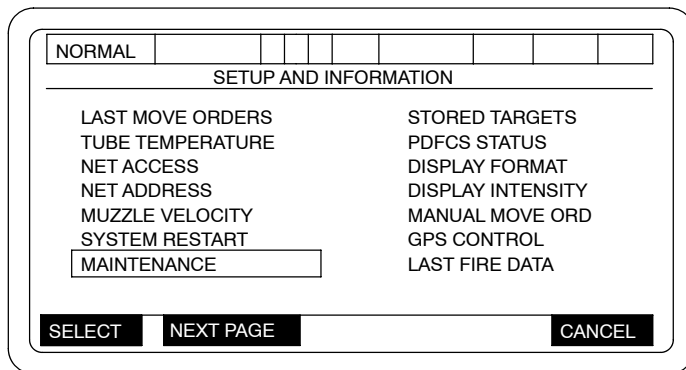 NORMAL
SETUP AND INFORMATION
LAST MOVE ORDERS
TUBE TEMPERATURE
NET ACCESS
NET ADDRESS
MUZZLE VELOCITY
SYSTEM RESTART
MAINTENANCE
STORED TARGETS
PDFCS STATUS
DISPLAY FORMAT
DISPLAY INTENSITY
MANUAL MOVE ORD
GPS CONTROL
LAST FIRE DATA
SELECT NEXT PAGE CANCEL